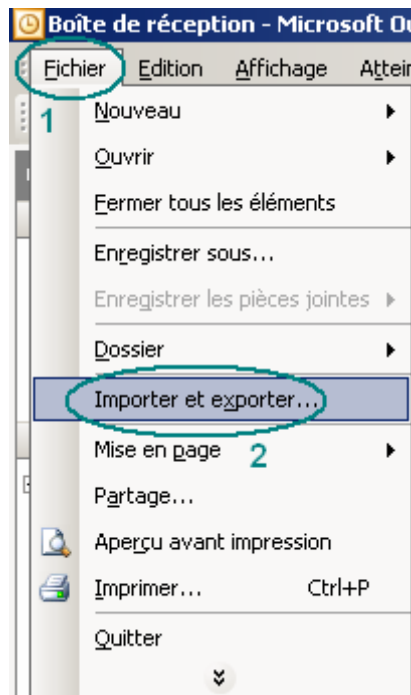 Boîte de réception - Microsoft Ou
Fichier Edition Affichage Attein
1
Nouveau
Ouvrir
Fermer tous les éléments
Enregistrer sous...
Enregistrer les pièces jointes
Dossier
Importer et exporter...
Mise en page 2
Partage...
Aperçu avant impression
Imprimer... Ctrl+P
Quitter